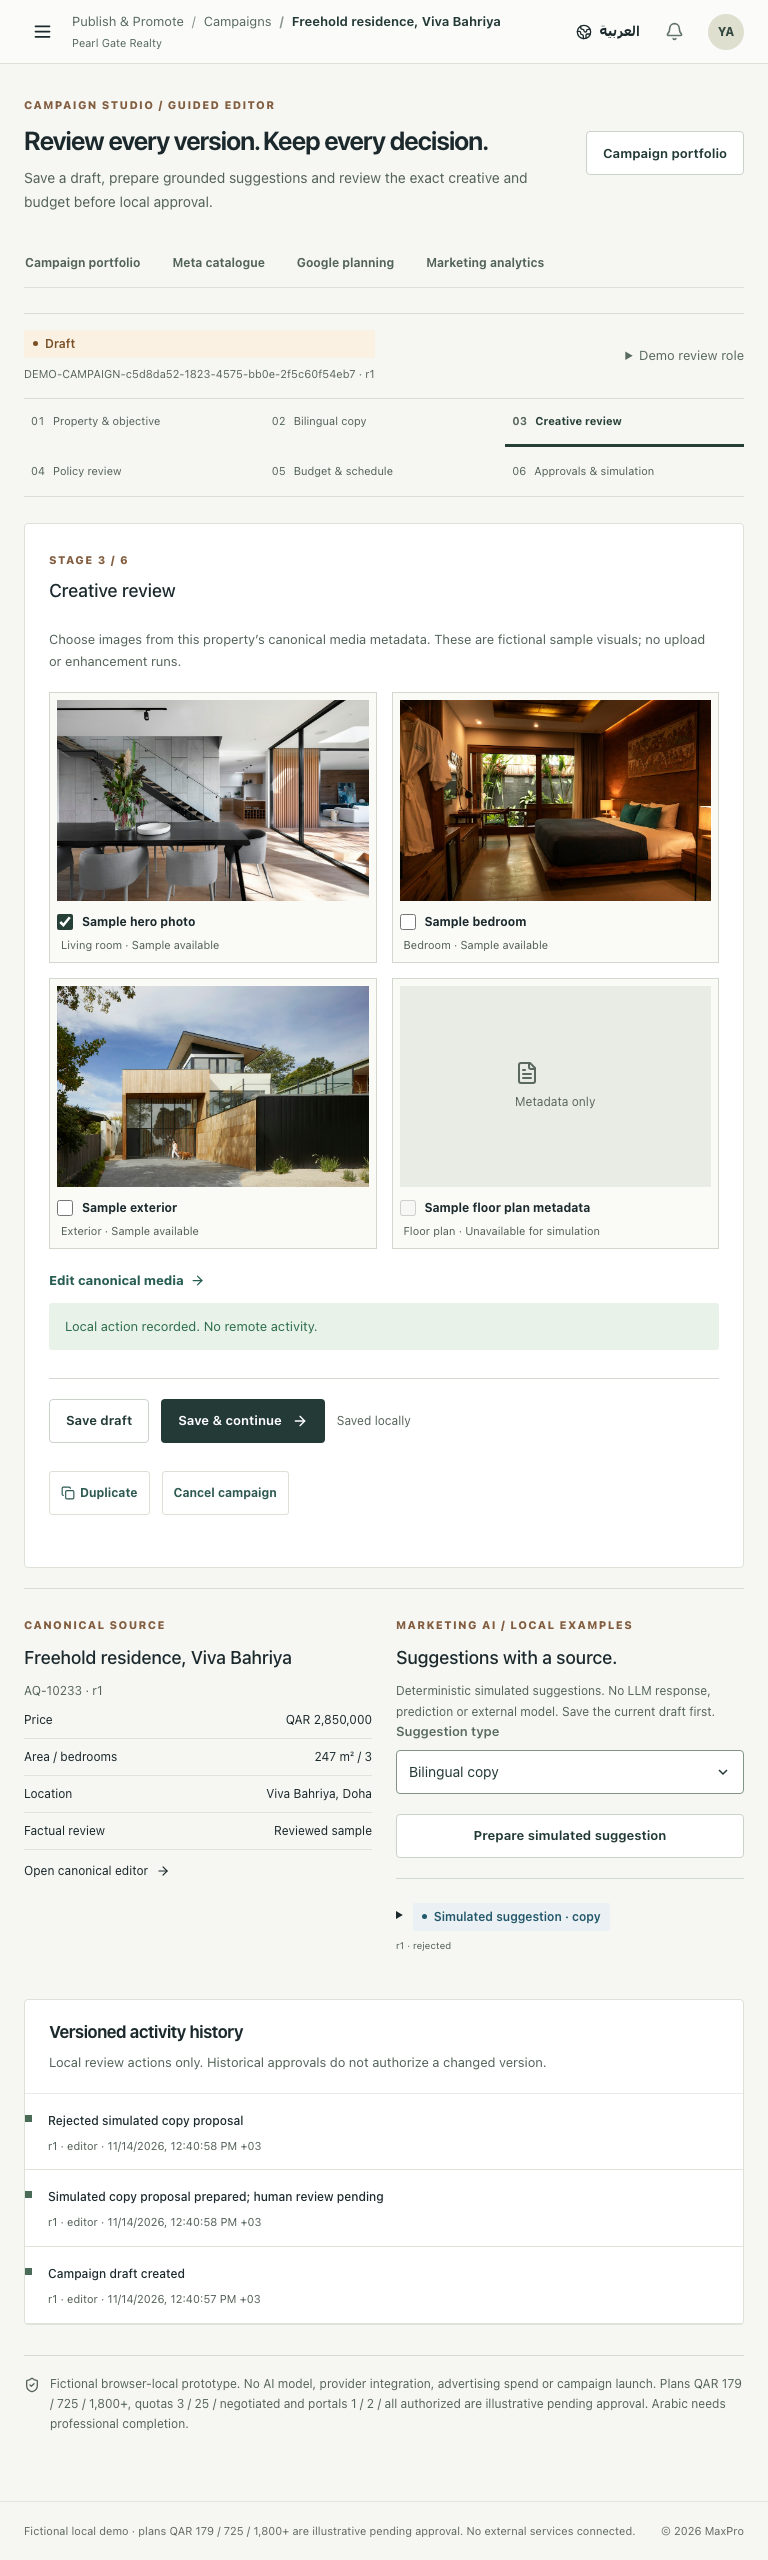 Publish & Promote / Campaigns / Freehold residence, Viva Bahriya
Pearl Gate Realty
العربية
YA
CAMPAIGN STUDIO / GUIDED EDITOR
Review every version. Keep every decision.
Save a draft, prepare grounded suggestions and review the exact creative and
budget before local approval.
Campaign portfolio
Campaign portfolio
Meta catalogue
Google planning
Marketing analytics
Draft
DEMO-CAMPAIGN-c5d8da52-1823-4575-bb0e-2f5c60f54eb7 · r1
Demo review role
01 Property & objective
02 Bilingual copy
03 Creative review
04 Policy review
05 Budget & schedule
06 Approvals & simulation
STAGE 3 / 6
Creative review
Choose images from this property's canonical media metadata. These are fictional sample visuals; no upload
or enhancement runs.
Sample hero photo
Living room · Sample available
Sample bedroom
Bedroom · Sample available
Sample exterior
Exterior · Sample available
Metadata only
Sample floor plan metadata
Floor plan · Unavailable for simulation
Edit canonical media
Local action recorded. No remote activity.
Save draft
Save & continue
Saved locally
Duplicate
Cancel campaign
CANONICAL SOURCE
Freehold residence, Viva Bahriya
AQ-10233 · r1
Price QAR 2,850,000
Area / bedrooms 247 m² / 3
Location Viva Bahriya, Doha
Factual review Reviewed sample
Open canonical editor
MARKETING AI / LOCAL EXAMPLES
Suggestions with a source.
Deterministic simulated suggestions. No LLM response,
prediction or external model. Save the current draft first.
Suggestion type
Bilingual copy
Prepare simulated suggestion
Simulated suggestion · copy
r1 · rejected
Versioned activity history
Local review actions only. Historical approvals do not authorize a changed version.
Rejected simulated copy proposal
r1 · editor · 11/14/2026, 12:40:58 PM +03
Simulated copy proposal prepared; human review pending
r1 · editor · 11/14/2026, 12:40:58 PM +03
Campaign draft created
r1 · editor · 11/14/2026, 12:40:57 PM +03
Fictional browser-local prototype. No AI model, provider integration, advertising spend or campaign launch. Plans QAR 179
/ 725 / 1,800+, quotas 3 / 25 / negotiated and portals 1 / 2 / all authorized are illustrative pending approval. Arabic needs
professional completion.
Fictional local demo · plans QAR 179 / 725 / 1,800+ are illustrative pending approval. No external services connected.
© 2026 MaxPro